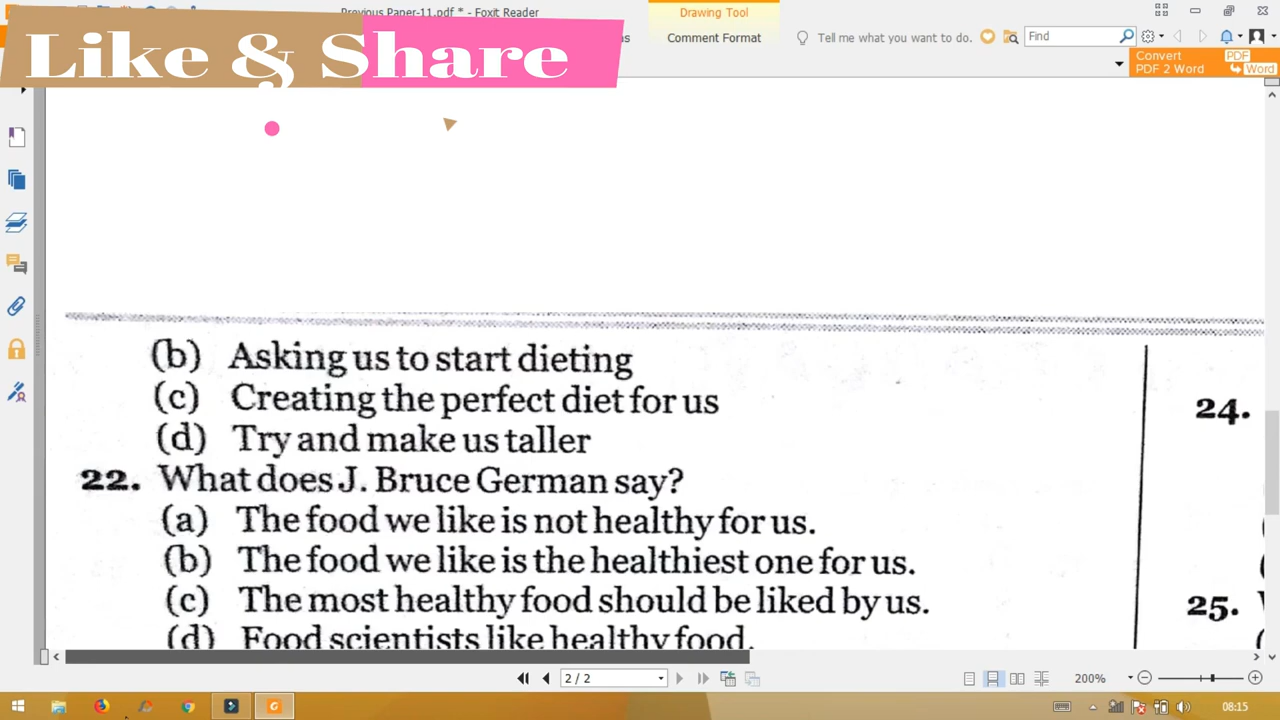 Previous Paper-11.pdf * - Foxit Reader
Drawing Tool
Like & Share
Comment Format
Tell me what you want to do.
Find
Convert
PDF 2 Word
PDF
Word
(b) Asking us to start dieting
(c) Creating the perfect diet for us
(d) Try and make us taller
24.
22. What does J. Bruce German say?
(a) The food we like is not healthy for us.
(b) The food we like is the healthiest one for us.
(c) The most healthy food should be liked by us.
25.
(d) Food scientists like healthy food.
2 / 2
200%
08:15